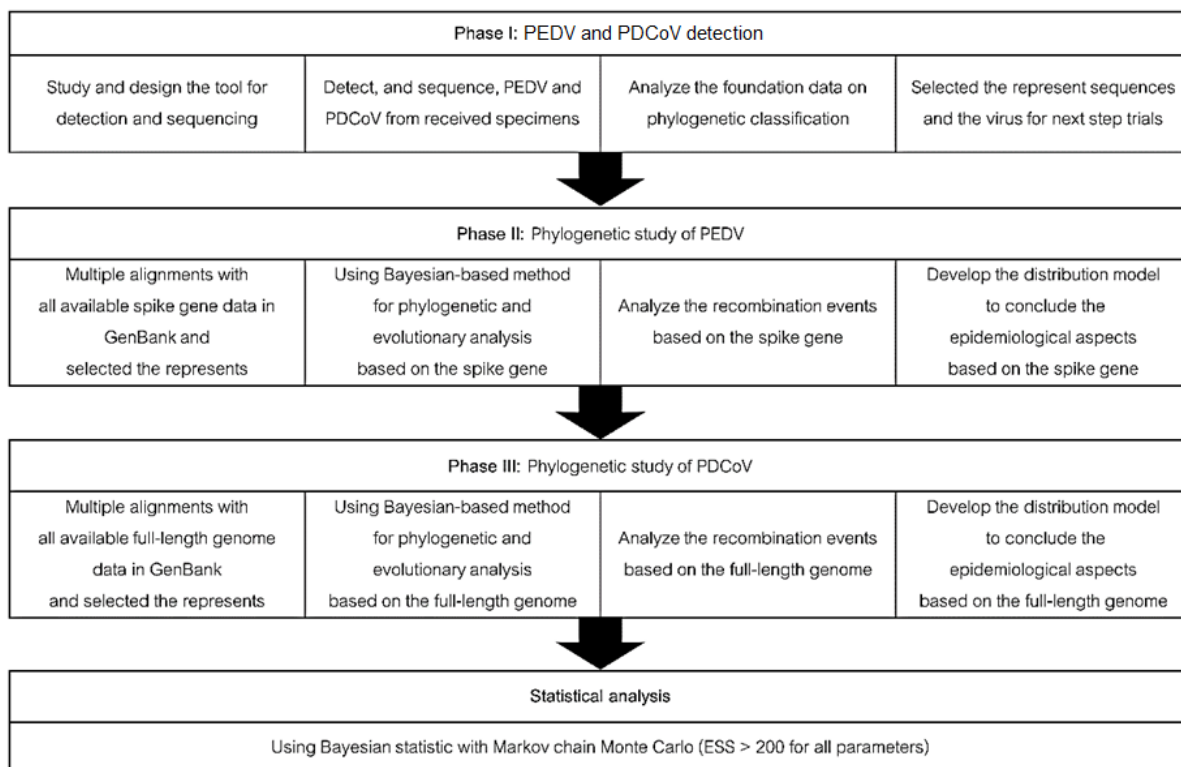 Phase I: PEDV and PDCoV detection
Study and design the tool for
detection and sequencing
Detect, and sequence, PEDV and
PDCoV from received specimens
Analyze the foundation data on
phylogenetic classification
Selected the represent sequences
and the virus for next step trials
Phase II: Phylogenetic study of PEDV
Multiple alignments with
all available spike gene data in
GenBank and
selected the represents
Using Bayesian-based method
for phylogenetic and
evolutionary analysis
based on the spike gene
Analyze the recombination events
based on the spike gene
Develop the distribution model
to conclude the
epidemiological aspects
based on the spike gene
Phase III: Phylogenetic study of PDCoV
Multiple alignments with
all available full-length genome
data in GenBank
and selected the represents
Using Bayesian-based method
for phylogenetic and
evolutionary analysis
based on the full-length genome
Analyze the recombination events
based on the full-length genome
Develop the distribution model
to conclude the
epidemiological aspects
based on the full-length genome
Statistical analysis
Using Bayesian statistic with Markov chain Monte Carlo (ESS > 200 for all parameters)